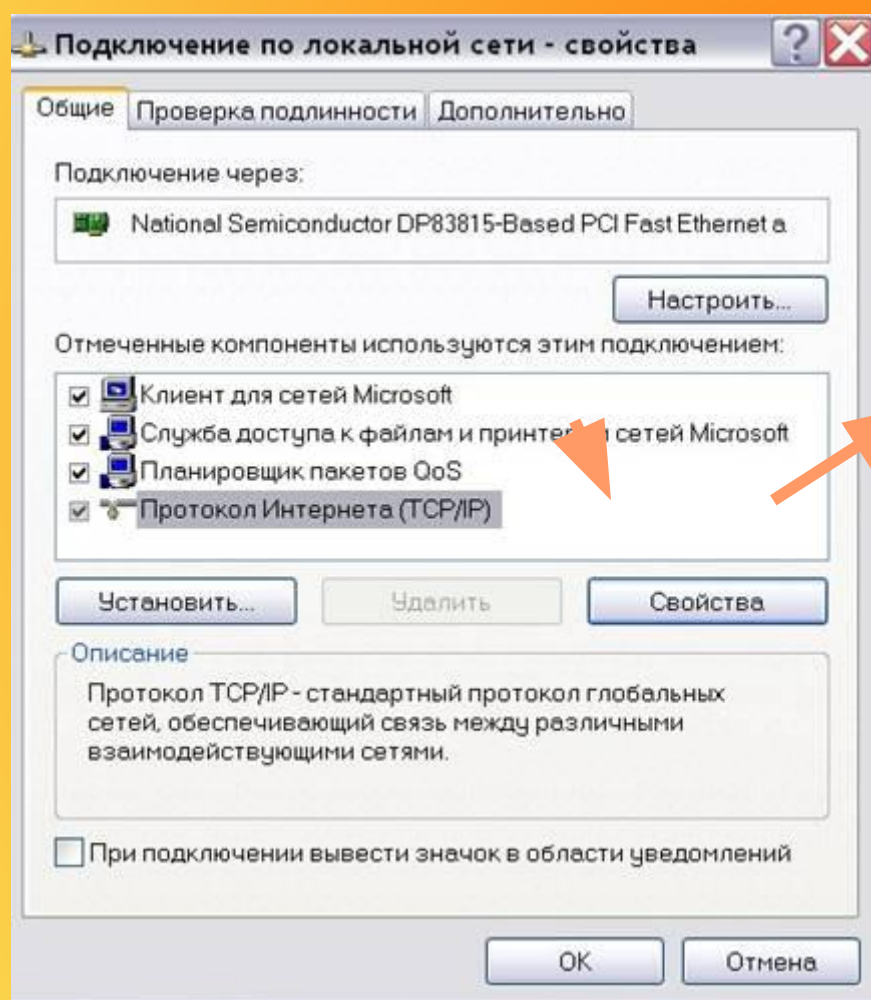 Подключение по локальной сети - свойства
Общие Проверка подлинности Дополнительно
Подключение через:
National Semiconductor DP83815-Based PCI Fast Ethernet a
Настроить...
Отмеченные компоненты используются этим подключением:
Клиент для сетей Microsoft
Служба доступа к файлам и принтерам сетей Microsoft
Планировщик пакетов QoS
Протокол Интернета (TCP/IP)
Установить... Удалить Свойства
Описание
Протокол TCP/IP - стандартный протокол глобальных
сетей, обеспечивающий связь между различными
взаимодействующими сетями.
При подключении вывести значок в области уведомлений
OK Отмена